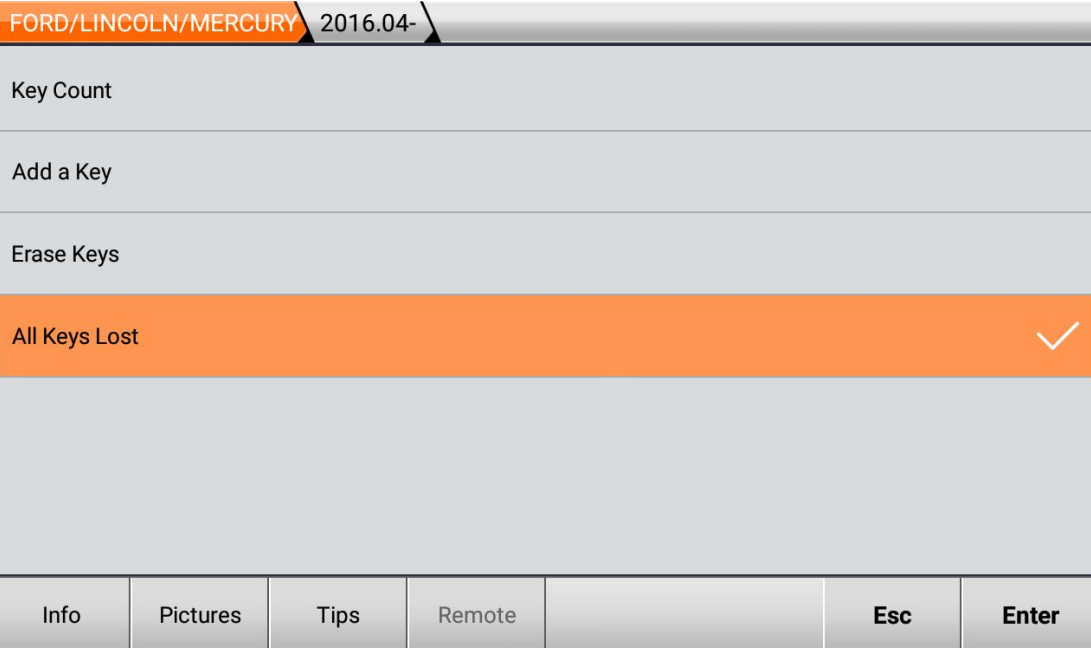 FORD/LINCOLN/MERCURY 2016.04-
Key Count
Add a Key
Erase Keys
All Keys Lost
Info Pictures Tips Remote Esc Enter